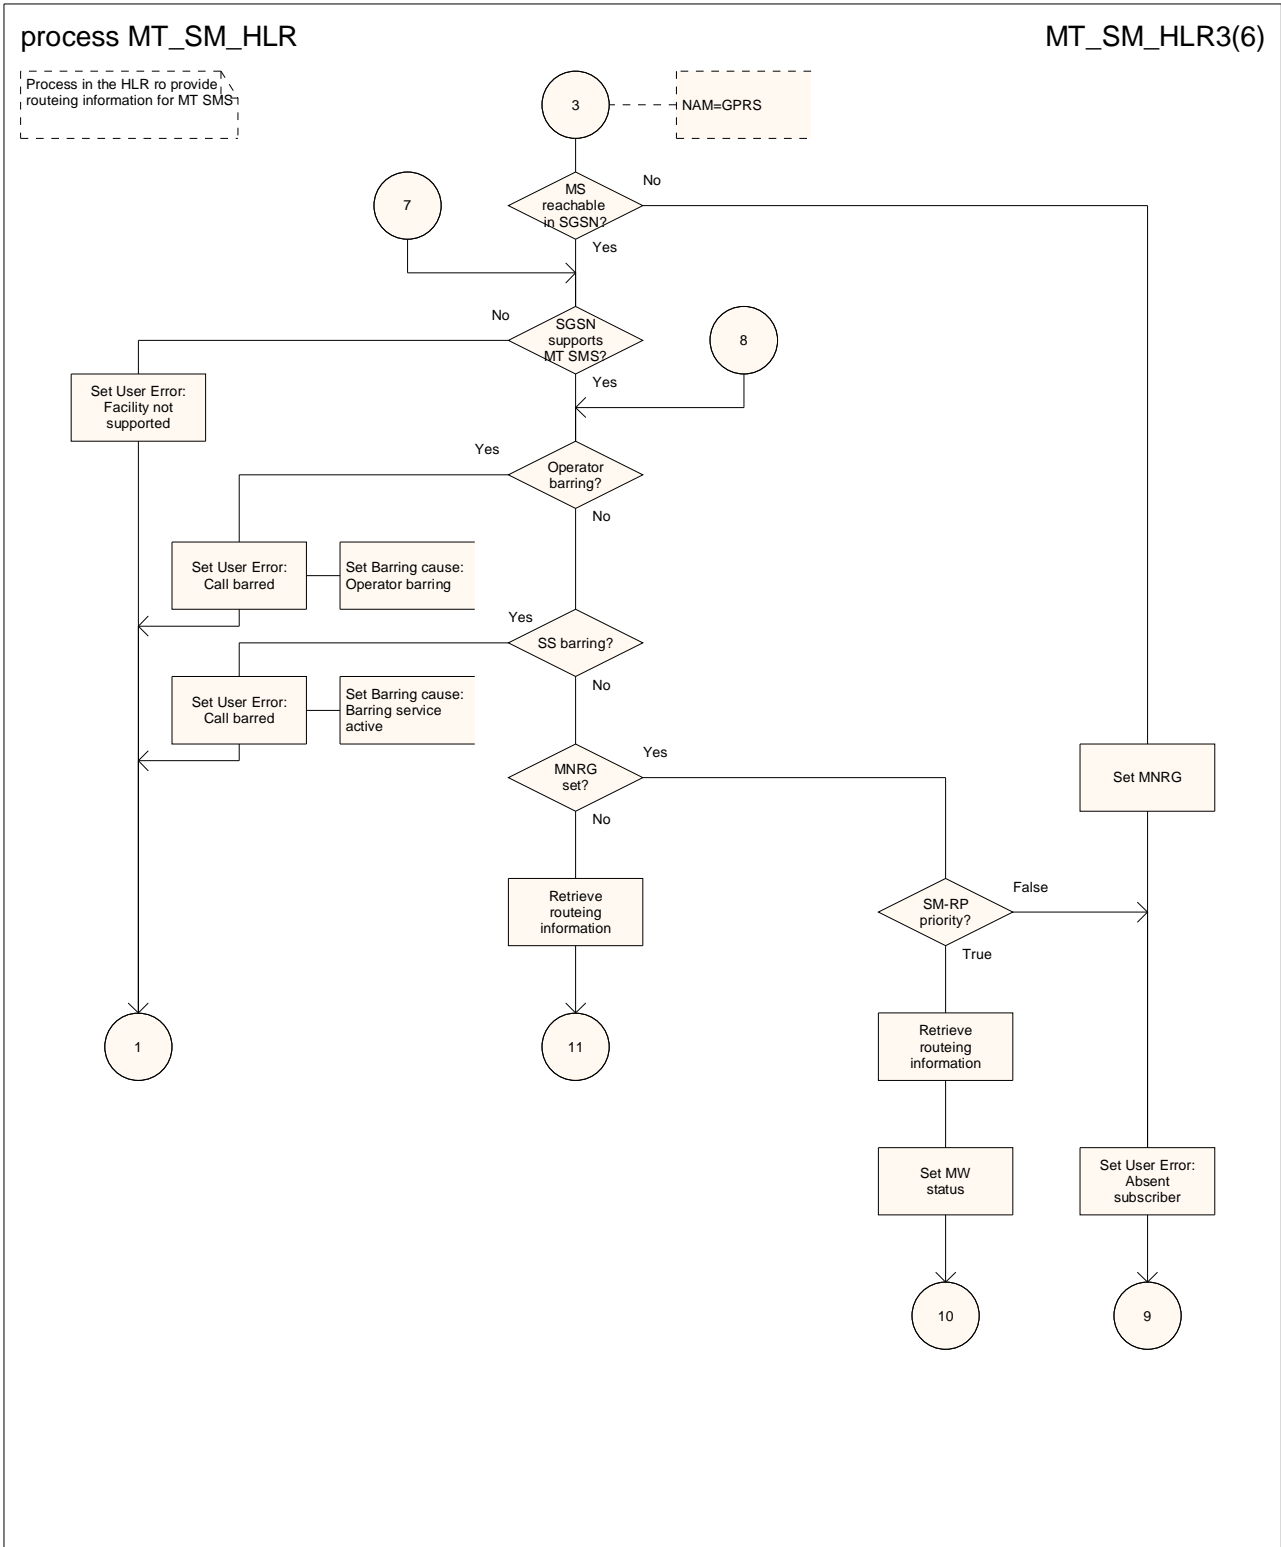 process MT_SM_HLR
MT_SM_HLR3(6)
Process in the HLR ro provide
routeing information for MT SMS
3
NAM=GPRS
MS
reachable
in SGSN?
No
Yes
7
SGSN
supports
MT SMS?
No
Yes
8
Set User Error:
Facility not
supported
Operator
barring?
Yes
No
Set User Error:
Call barred
Set Barring cause:
Operator barring
SS barring?
Yes
No
Set User Error:
Call barred
Set Barring cause:
Barring service
active
MNRG
set?
Yes
No
Set MNRG
Retrieve
routeing
information
SM-RP
priority?
False
True
1
11
Retrieve
routeing
information
Set MW
status
Set User Error:
Absent
subscriber
10
9